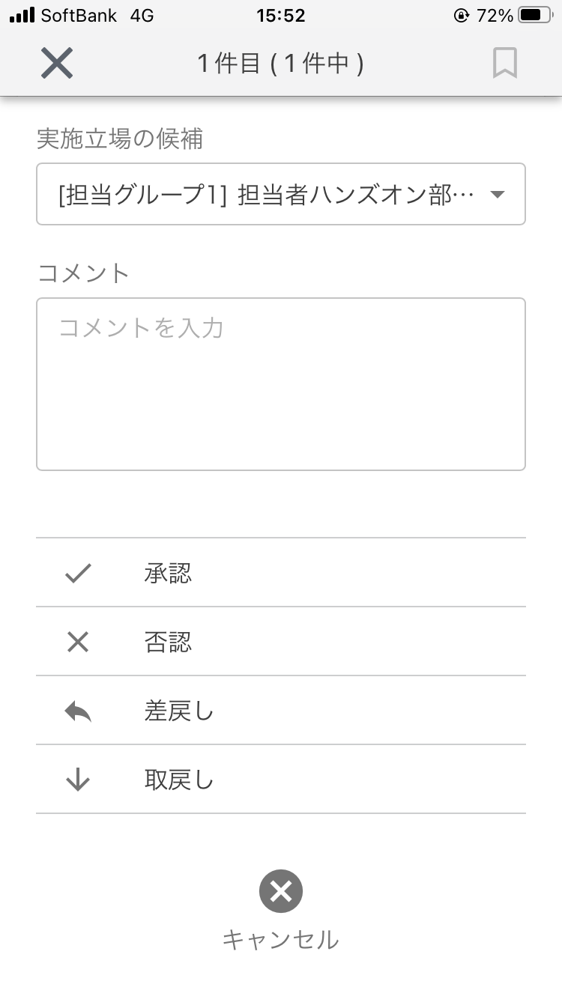 SoftBank 4G 15:52 72%
1件目 ( 1件中 )
実施立場の候補
[担当グループ1] 担当者ハンズオン部…
コメント
コメントを入力
承認
否認
差戻し
取戻し
キャンセル